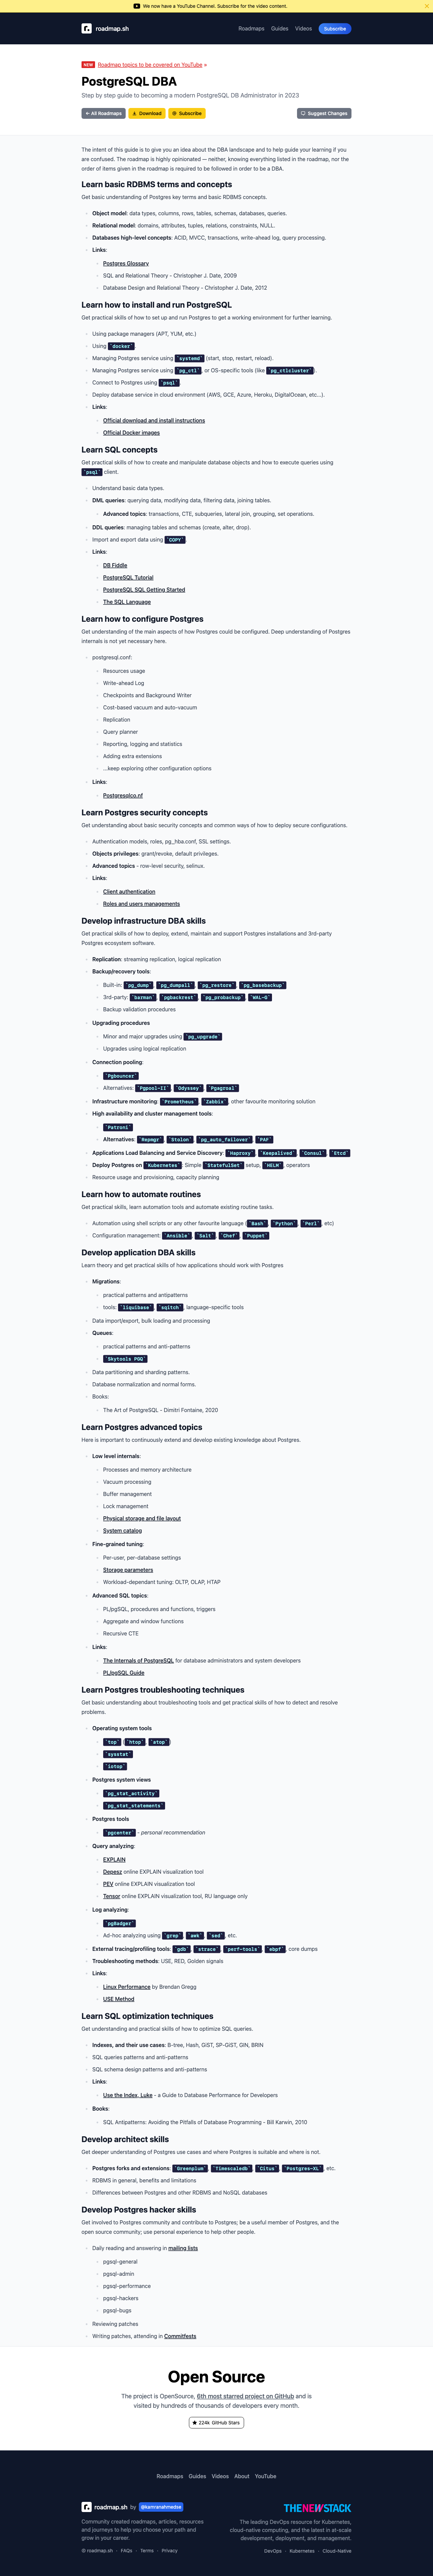 We now have a YouTube Channel. Subscribe for the video content.
roadmap.sh
Roadmaps Guides Videos Subscribe
NEW Roadmap topics to be covered on YouTube »
PostgreSQL DBA
Step by step guide to becoming a modern PostgreSQL DB Administrator in 2023
← All Roadmaps Download Subscribe Suggest Changes
The intent of this guide is to give you an idea about the DBA landscape and to help guide your learning if you
are confused. The roadmap is highly opinionated — neither, knowing everything listed in the roadmap, nor the
order of items given in the roadmap is required to be followed in order to be a DBA.
Learn basic RDBMS terms and concepts
Get basic understanding of Postgres key terms and basic RDBMS concepts.
Object model: data types, columns, rows, tables, schemas, databases, queries.
Relational model: domains, attributes, tuples, relations, constraints, NULL.
Databases high-level concepts: ACID, MVCC, transactions, write-ahead log, query processing.
Links:
Postgres Glossary
SQL and Relational Theory - Christopher J. Date, 2009
Database Design and Relational Theory - Christopher J. Date, 2012
Learn how to install and run PostgreSQL
Get practical skills of how to set up and run Postgres to get a working environment for further learning.
Using package managers (APT, YUM, etc.)
Using `docker`.
Managing Postgres service using `systemd` (start, stop, restart, reload).
Managing Postgres service using `pg_ctl`, or OS-specific tools (like `pg_ctlcluster`).
Connect to Postgres using `psql`.
Deploy database service in cloud environment (AWS, GCE, Azure, Heroku, DigitalOcean, etc...).
Links:
Official download and install instructions
Official Docker images
Learn SQL concepts
Get practical skills of how to create and manipulate database objects and how to execute queries using
`psql` client.
Understand basic data types.
DML queries: querying data, modifying data, filtering data, joining tables.
Advanced topics: transactions, CTE, subqueries, lateral join, grouping, set operations.
DDL queries: managing tables and schemas (create, alter, drop).
Import and export data using `COPY`.
Links:
DB Fiddle
PostgreSQL Tutorial
PostgreSQL SQL Getting Started
The SQL Language
Learn how to configure Postgres
Get understanding of the main aspects of how Postgres could be configured. Deep understanding of Postgres
internals is not yet necessary here.
postgresql.conf:
Resources usage
Write-ahead Log
Checkpoints and Background Writer
Cost-based vacuum and auto-vacuum
Replication
Query planner
Reporting, logging and statistics
Adding extra extensions
...keep exploring other configuration options
Links:
Postgresqlco.nf
Learn Postgres security concepts
Get understanding about basic security concepts and common ways of how to deploy secure configurations.
Authentication models, roles, pg_hba.conf, SSL settings.
Objects privileges: grant/revoke, default privileges.
Advanced topics - row-level security, selinux.
Links:
Client authentication
Roles and users managements
Develop infrastructure DBA skills
Get practical skills of how to deploy, extend, maintain and support Postgres installations and 3rd-party
Postgres ecosystem software.
Replication: streaming replication, logical replication
Backup/recovery tools:
Built-in: `pg_dump`, `pg_dumpall`, `pg_restore`, `pg_basebackup`
3rd-party: `barman`, `pgbackrest`, `pg_probackup`, `WAL-G`
Backup validation procedures
Upgrading procedures
Minor and major upgrades using `pg_upgrade`
Upgrades using logical replication
Connection pooling:
`Pgbouncer`
Alternatives: `Pgpool-II`, `Odyssey`, `Pgagroal`
Infrastructure monitoring: `Prometheus`, `Zabbix`, other favourite monitoring solution
High availability and cluster management tools:
`Patroni`
Alternatives: `Repmgr`, `Stolon`, `pg_auto_failover`, `PAF`
Applications Load Balancing and Service Discovery: `Haproxy`, `Keepalived`, `Consul`, `Etcd`
Deploy Postgres on `Kubernetes`: Simple `StatefulSet` setup, `HELM`, operators
Resource usage and provisioning, capacity planning
Learn how to automate routines
Get practical skills, learn automation tools and automate existing routine tasks.
Automation using shell scripts or any other favourite language (`Bash`, `Python`, `Perl`, etc)
Configuration management: `Ansible`, `Salt`, `Chef`, `Puppet`
Develop application DBA skills
Learn theory and get practical skills of how applications should work with Postgres
Migrations:
practical patterns and antipatterns
tools: `liquibase`, `sqitch`, language-specific tools
Data import/export, bulk loading and processing
Queues:
practical patterns and anti-patterns
`Skytools PGQ`
Data partitioning and sharding patterns.
Database normalization and normal forms.
Books:
The Art of PostgreSQL - Dimitri Fontaine, 2020
Learn Postgres advanced topics
Here is important to continuously extend and develop existing knowledge about Postgres.
Low level internals:
Processes and memory architecture
Vacuum processing
Buffer management
Lock management
Physical storage and file layout
System catalog
Fine-grained tuning:
Per-user, per-database settings
Storage parameters
Workload-dependant tuning: OLTP, OLAP, HTAP
Advanced SQL topics:
PL/pgSQL, procedures and functions, triggers
Aggregate and window functions
Recursive CTE
Links:
The Internals of PostgreSQL for database administrators and system developers
PL/pgSQL Guide
Learn Postgres troubleshooting techniques
Get basic understanding about troubleshooting tools and get practical skills of how to detect and resolve
problems.
Operating system tools
`top` (`htop`, `atop`)
`sysstat`
`iotop`
Postgres system views
`pg_stat_activity`
`pg_stat_statements`
Postgres tools
`pgcenter` - personal recommendation
Query analyzing:
EXPLAIN
Depesz online EXPLAIN visualization tool
PEV online EXPLAIN visualization tool
Tensor online EXPLAIN visualization tool, RU language only
Log analyzing:
`pgBadger`
Ad-hoc analyzing using `grep`, `awk`, `sed`, etc.
External tracing/profiling tools: `gdb`, `strace`, `perf-tools`, `ebpf`, core dumps
Troubleshooting methods: USE, RED, Golden signals
Links:
Linux Performance by Brendan Gregg
USE Method
Learn SQL optimization techniques
Get understanding and practical skills of how to optimize SQL queries.
Indexes, and their use cases: B-tree, Hash, GIST, SP-GIST, GIN, BRIN
SQL queries patterns and anti-patterns
SQL schema design patterns and anti-patterns
Links:
Use the Index, Luke - a Guide to Database Performance for Developers
Books:
SQL Antipatterns: Avoiding the Pitfalls of Database Programming - Bill Karwin, 2010
Develop architect skills
Get deeper understanding of Postgres use cases and where Postgres is suitable and where is not.
Postgres forks and extensions: `Greenplum`, `Timescaledb`, `Citus`, `Postgres-XL`, etc.
RDBMS in general, benefits and limitations
Differences between Postgres and other RDBMS and NoSQL databases
Develop Postgres hacker skills
Get involved to Postgres community and contribute to Postgres; be a useful member of Postgres, and the
open source community; use personal experience to help other people.
Daily reading and answering in mailing lists
pgsql-general
pgsql-admin
pgsql-performance
pgsql-hackers
pgsql-bugs
Reviewing patches
Writing patches, attending in Commitfests
Open Source
The project is OpenSource, 6th most starred project on GitHub and is
visited by hundreds of thousands of developers every month.
224k GitHub Stars
Roadmaps Guides Videos About YouTube
roadmap.sh by @kamranahmedse
Community created roadmaps, articles, resources
and journeys to help you choose your path and
grow in your career.
© roadmap.sh · FAQs · Terms · Privacy
THENEWSTACK
The leading DevOps resource for Kubernetes,
cloud-native computing, and the latest in at-scale
development, deployment, and management.
DevOps · Kubernetes · Cloud-Native